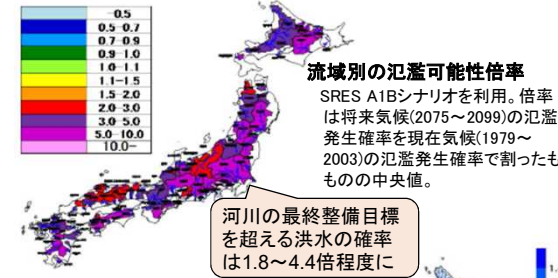 -0.5
0.5-0.7
0.7-0.9
0.9-1.0
1.0-1.1
1.1-1.5
1.5-2.0
2.0-3.0
3.0-5.0
5.0-10.0
10.0-
流域別の氾濫可能性倍率
SRES A1Bシナリオを利用。倍率
は将来気候(2075~2099)の氾濫
発生確率を現在気候(1979~
2003)の氾濫発生確率で割ったも
ものの中央値。
河川の最終整備目標
を超える洪水の確率
は1.8~4.4倍程度に